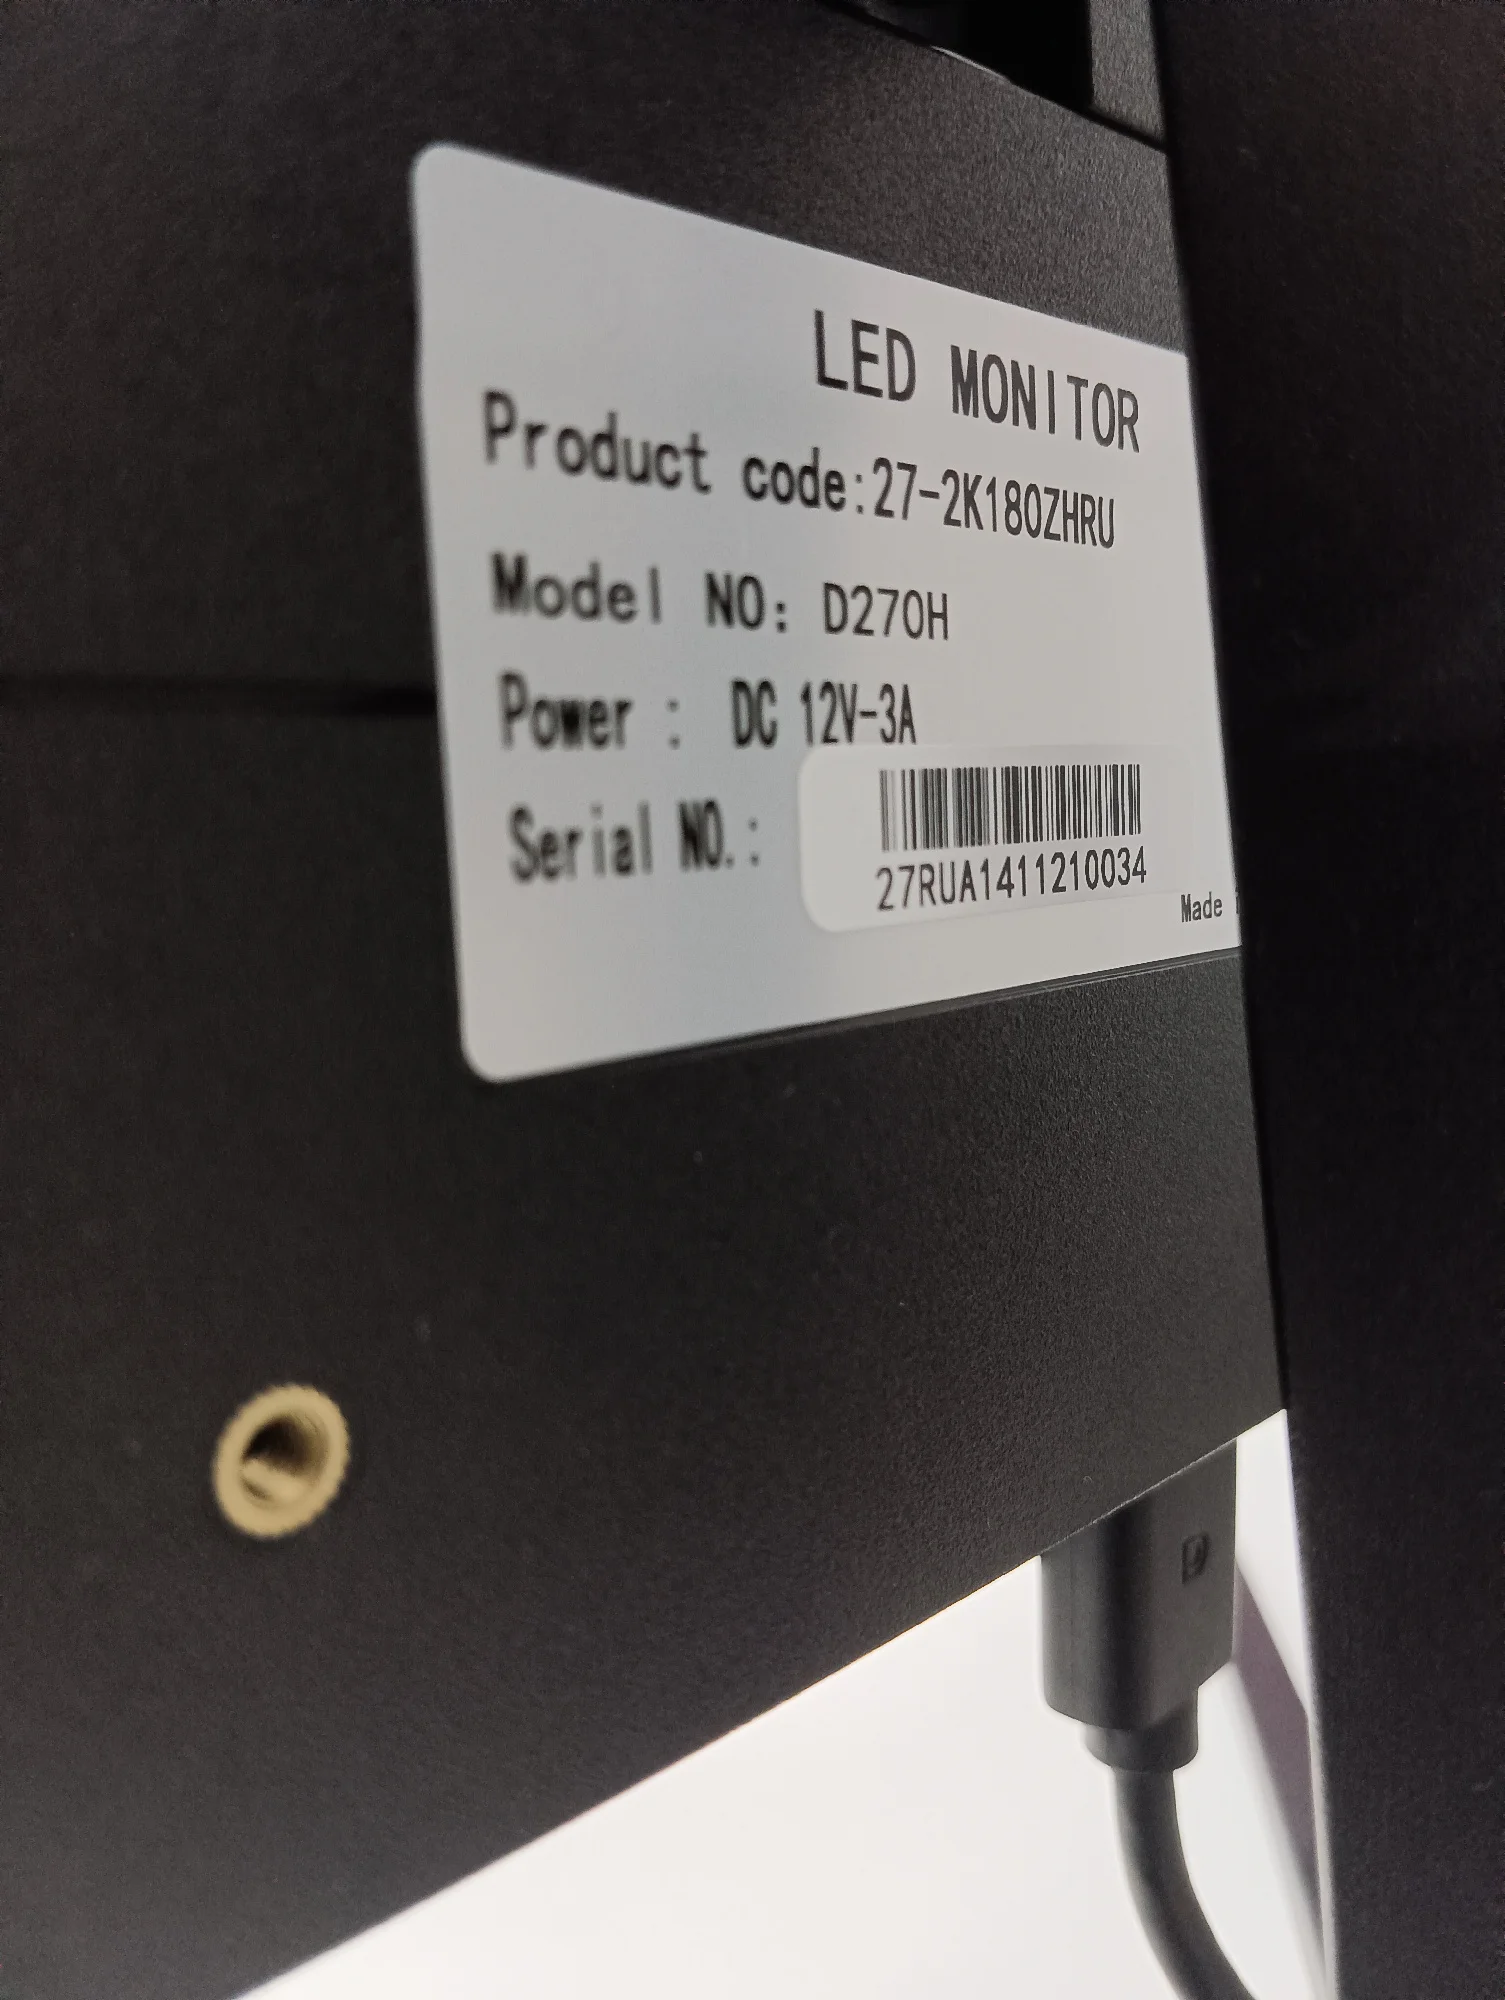 LED MONITOR
Product code:27-2K180ZHRU
Model NO: D270H
Power : DC 12V-3A
Serial NO.:
27RUA1411210034
Made